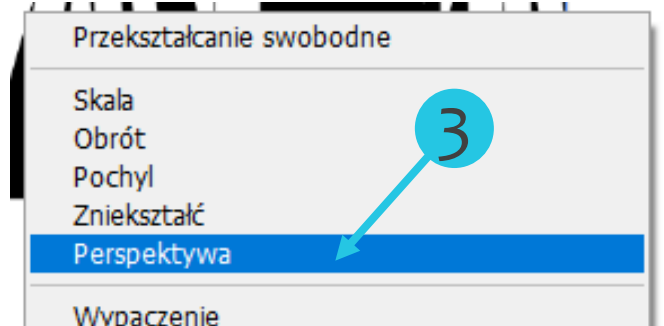 Przekształcanie swobodne
Skala
Obrót
3
Pochyl
Zniekształć
Perspektywa
Wypaczenie